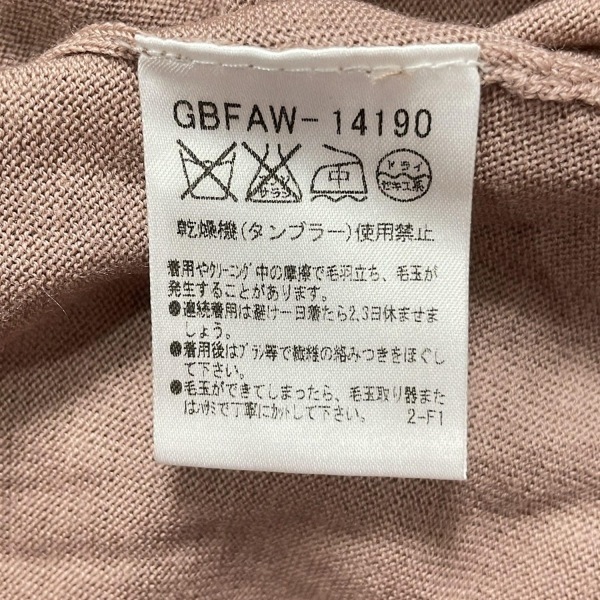 GBFAW-14190
エンソ サラシ 中 ドライ
セキユ系
乾燥機(タンブラー)使用禁止
着用やクリーニング中の摩擦で毛羽立ち、毛玉が
発生することがあります。
●連続着用は避け一日着たら2,3日休ませま
しょう。
●着用後はブラシ等で繊維の絡みつきをほぐし
て下さい。
●毛玉ができてしまったら、毛玉取り器また
はハサミで丁寧にカットして下さい。
2-F1